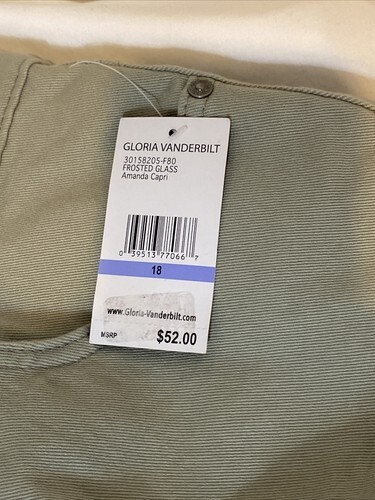 GLORIA VANDERBILT
30158205-F80
FROSTED GLASS
Amanda Capri
0 39513 77066 7
18
www.Gloria-Vanderbilt.com
MSRP $52.00